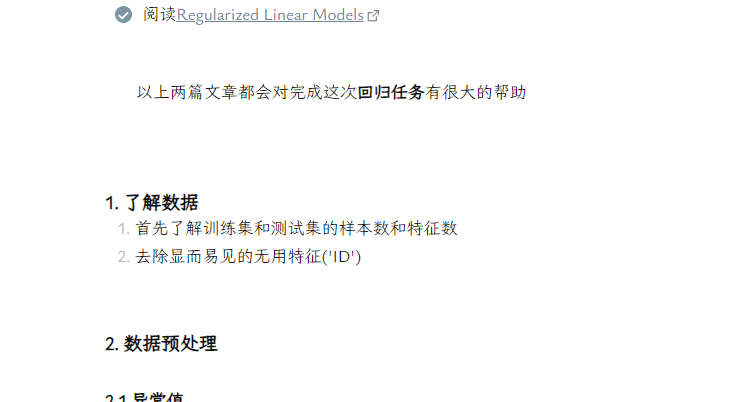 阅读Regularized Linear Models
以上两篇文章都会对完成这次回归任务有很大的帮助
1. 了解数据
1. 首先了解训练集和测试集的样本数和特征数
2. 去除显而易见的无用特征('ID')
2. 数据预处理
2.1 异常值